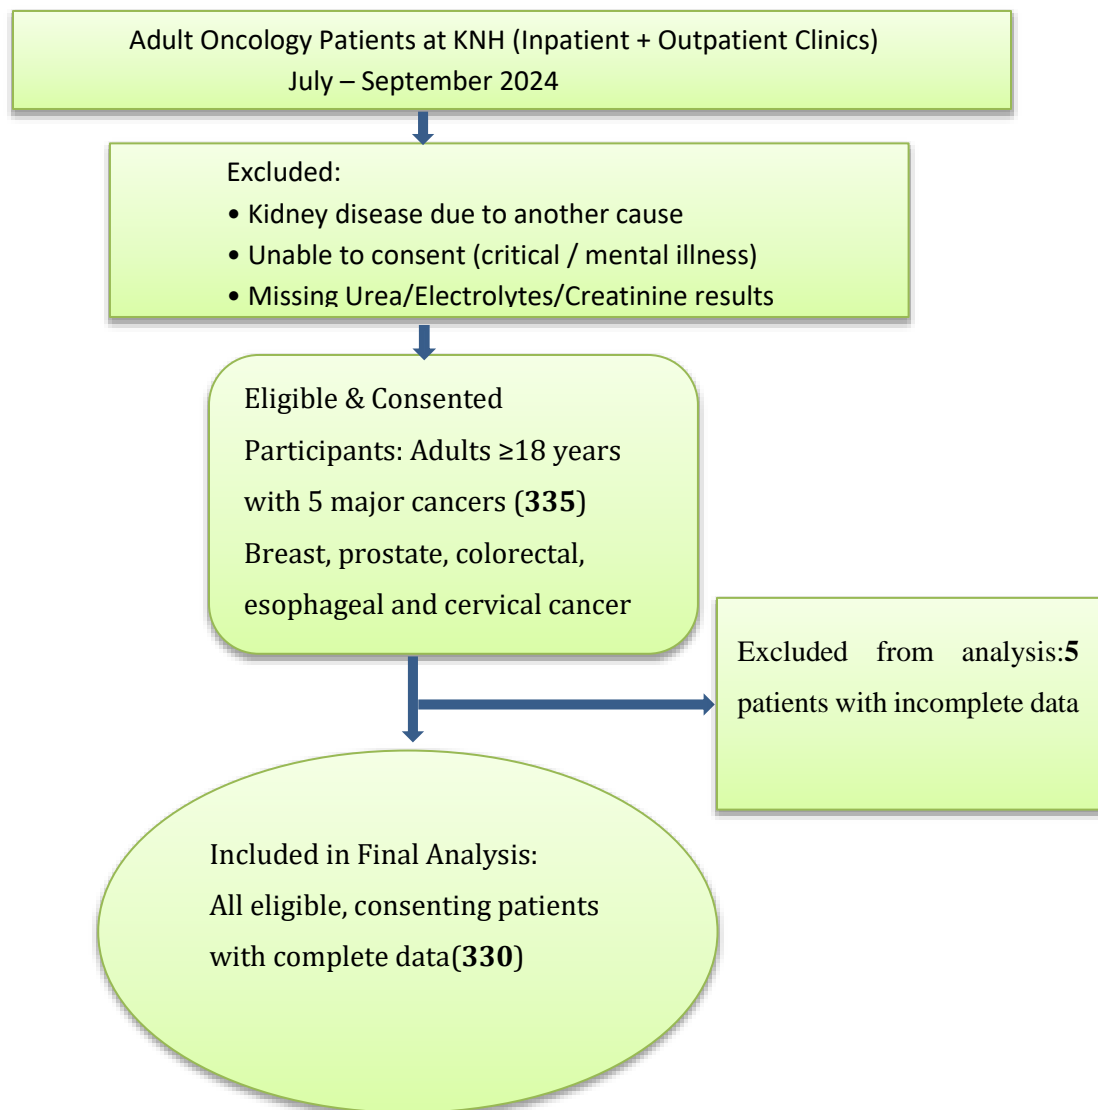 Adult Oncology Patients at KNH (Inpatient + Outpatient Clinics)
July – September 2024
Excluded:
• Kidney disease due to another cause
• Unable to consent (critical / mental illness)
• Missing Urea/Electrolytes/Creatinine results
Eligible & Consented
Participants: Adults ≥18 years
with 5 major cancers (335)
Breast, prostate, colorectal,
esophageal and cervical cancer
Excluded from analysis:5
patients with incomplete data
Included in Final Analysis:
All eligible, consenting patients
with complete data(330)